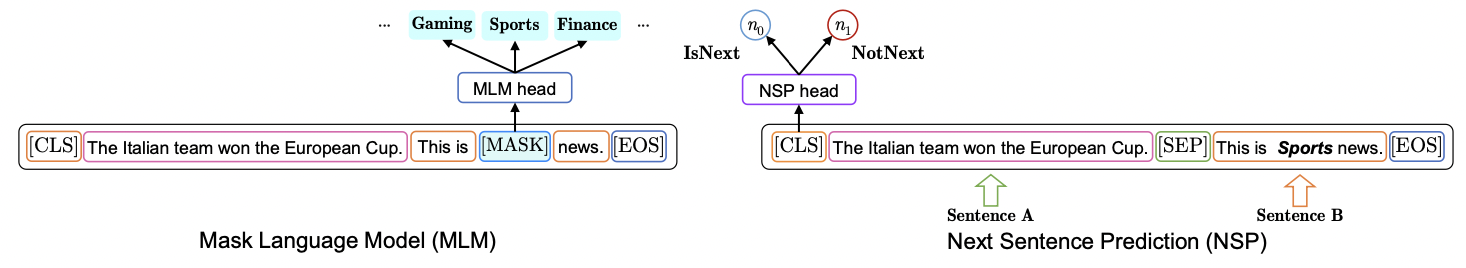 ... Gaming Sports Finance ...
MLM head
[CLS] The Italian team won the European Cup. This is [MASK] news. [EOS]
Mask Language Model (MLM)
n0 n1
IsNext NotNext
NSP head
[CLS] The Italian team won the European Cup. [SEP] This is Sports news. [EOS]
Sentence A Sentence B
Next Sentence Prediction (NSP)